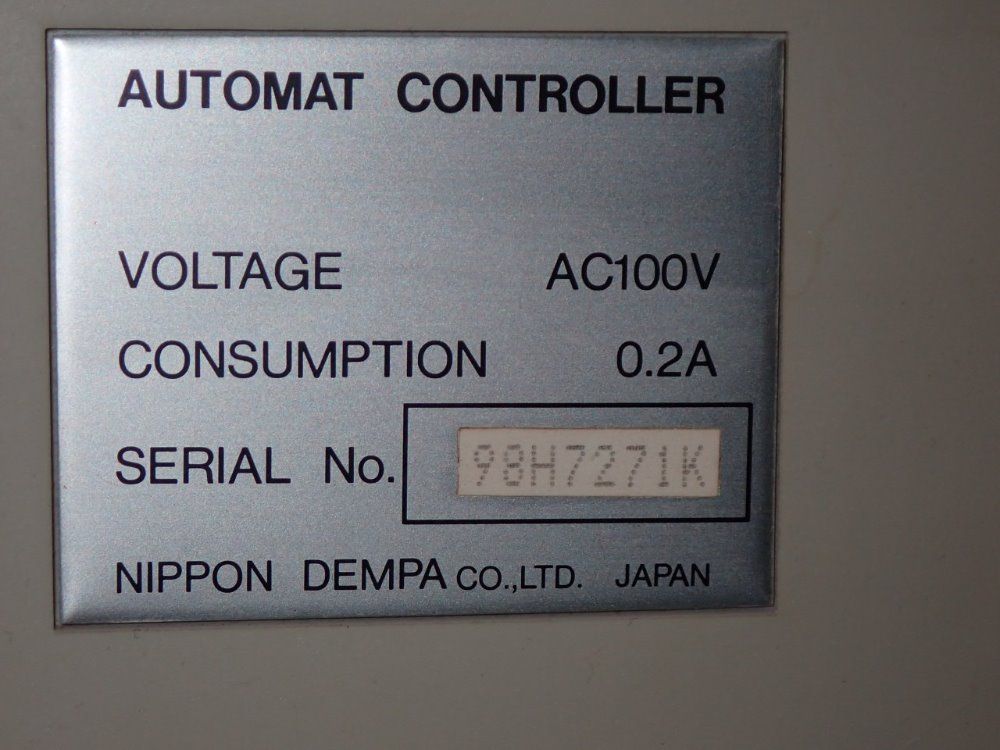 AUTOMAT CONTROLLER
VOLTAGE AC100V
CONSUMPTION 0.2A
SERIAL No. 98H7271K
NIPPON DEMPA CO.,LTD. JAPAN